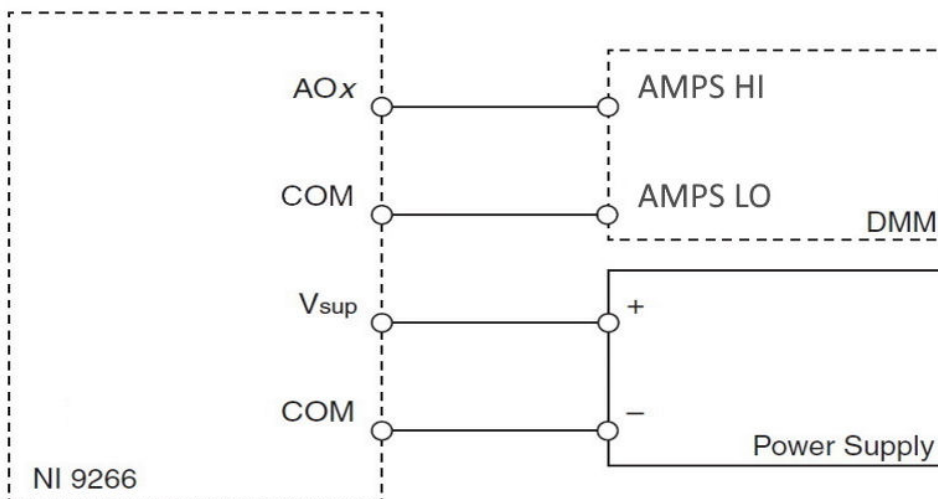 AOx
AMPS HI
COM
AMPS LO
DMM
Vsup
+
COM
–
Power Supply
NI 9266